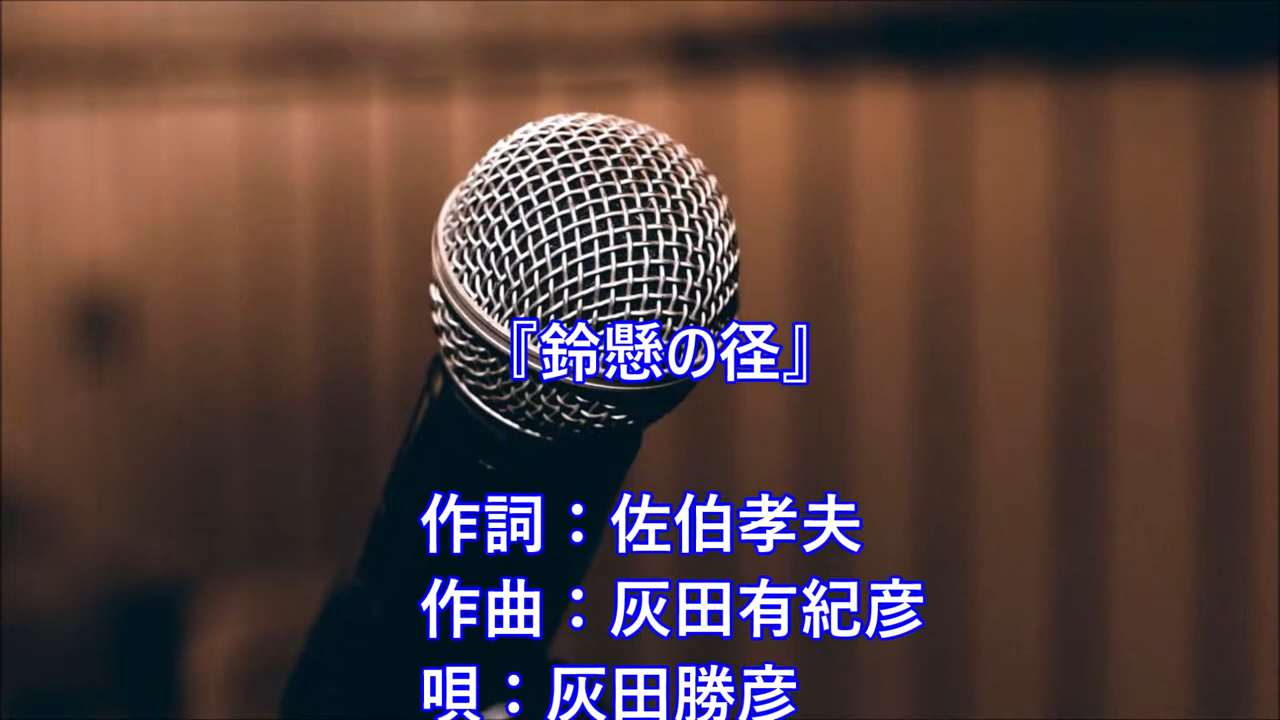 『鈴懸の径』
作詞：佐伯孝夫
作曲：灰田有紀彦
唄：灰田勝彦